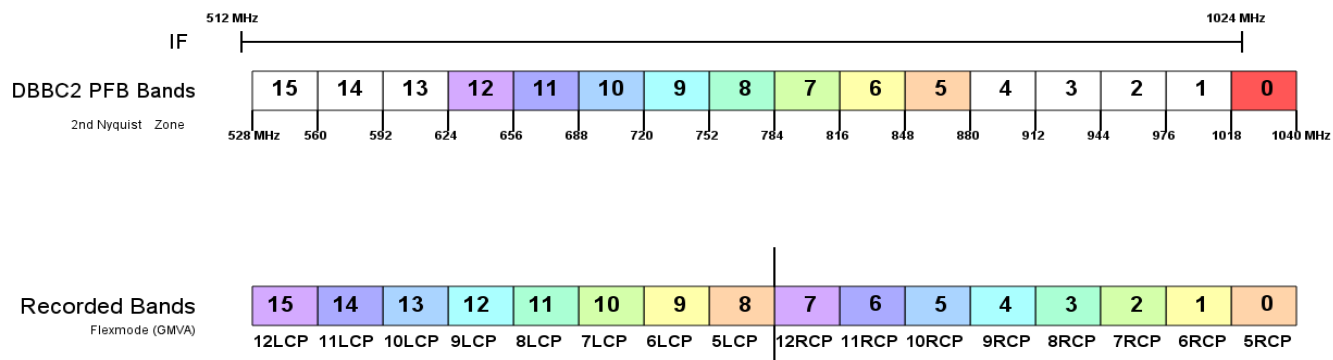 512 MHz 1024 MHz
IF
DBBC2 PFB Bands 15 14 13 12 11 10 9 8 7 6 5 4 3 2 1 0
2nd Nyquist Zone 528 MHz 560 592 624 656 688 720 752 784 816 848 880 912 944 976 1018 1040 MHz
Recorded Bands 15 14 13 12 11 10 9 8 7 6 5 4 3 2 1 0
Flexmode (GMVA) 12LCP 11LCP 10LCP 9LCP 8LCP 7LCP 6LCP 5LCP 12RCP 11RCP 10RCP 9RCP 8RCP 7RCP 6RCP 5RCP